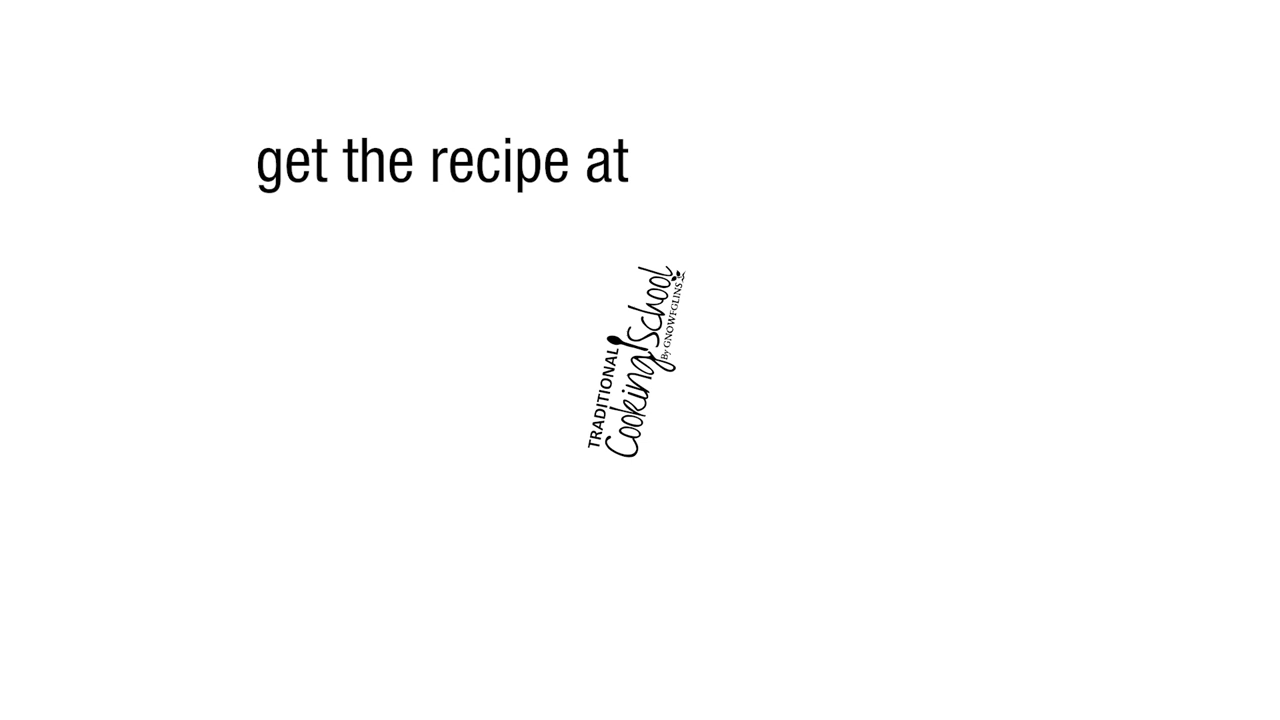 get the recipe at
TRADITIONAL
Cooking School
By GNOWFGLINS